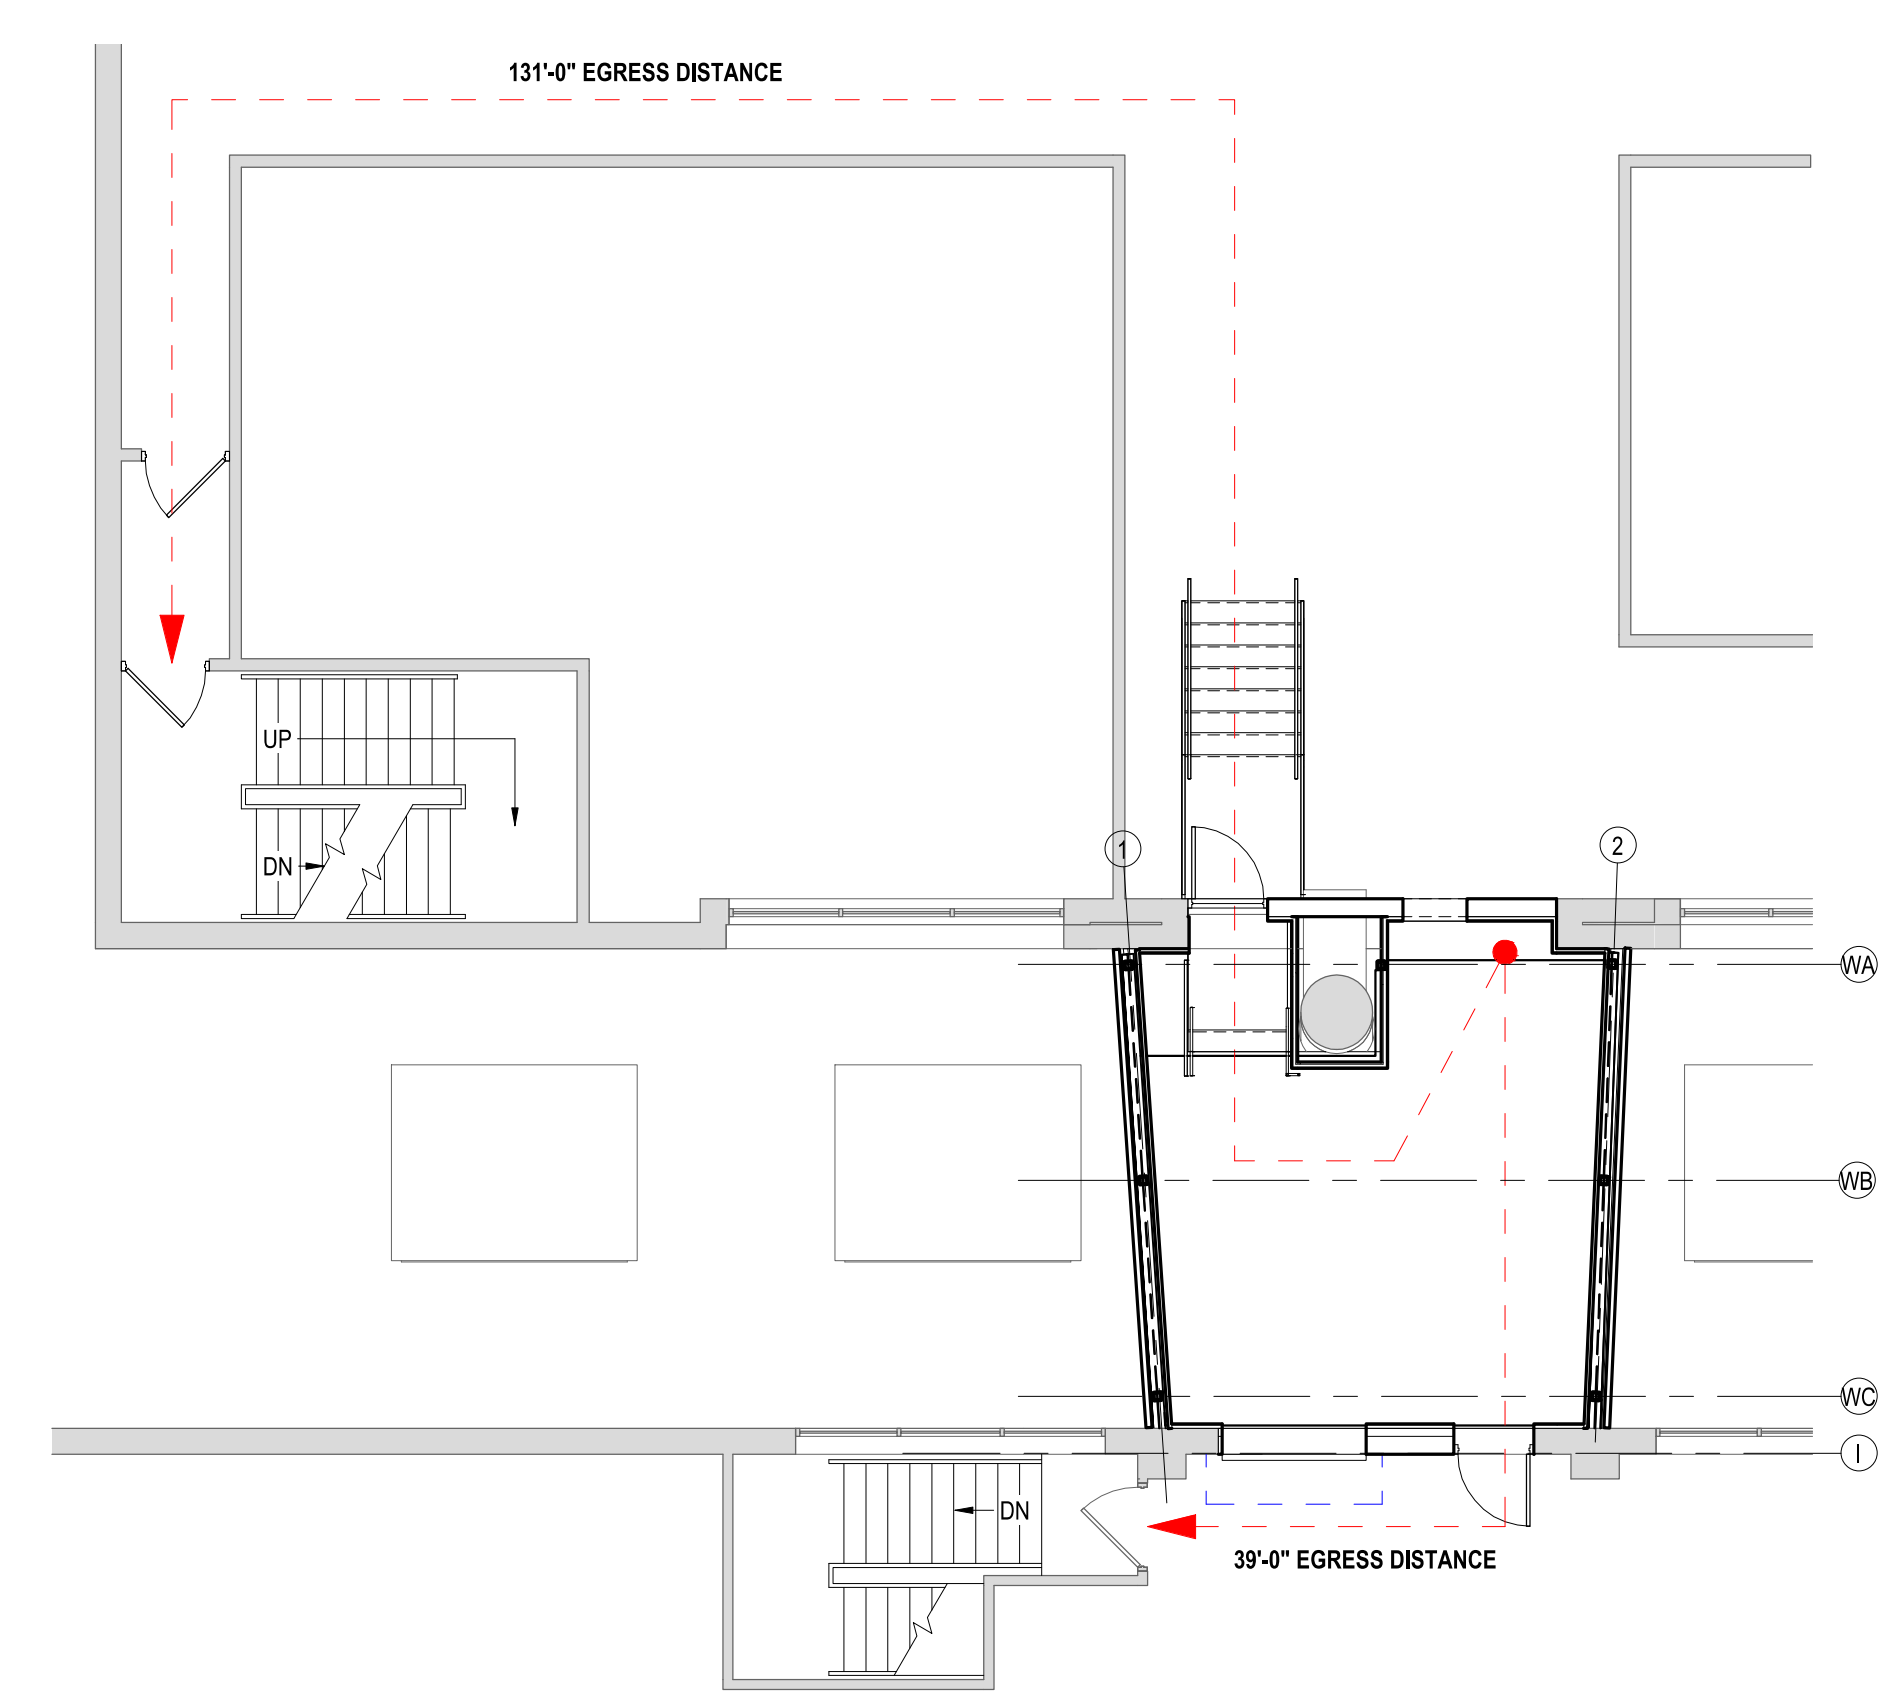 131'-0" EGRESS DISTANCE
UP
DN
1
2
WA
WB
WC
I
DN
39'-0" EGRESS DISTANCE